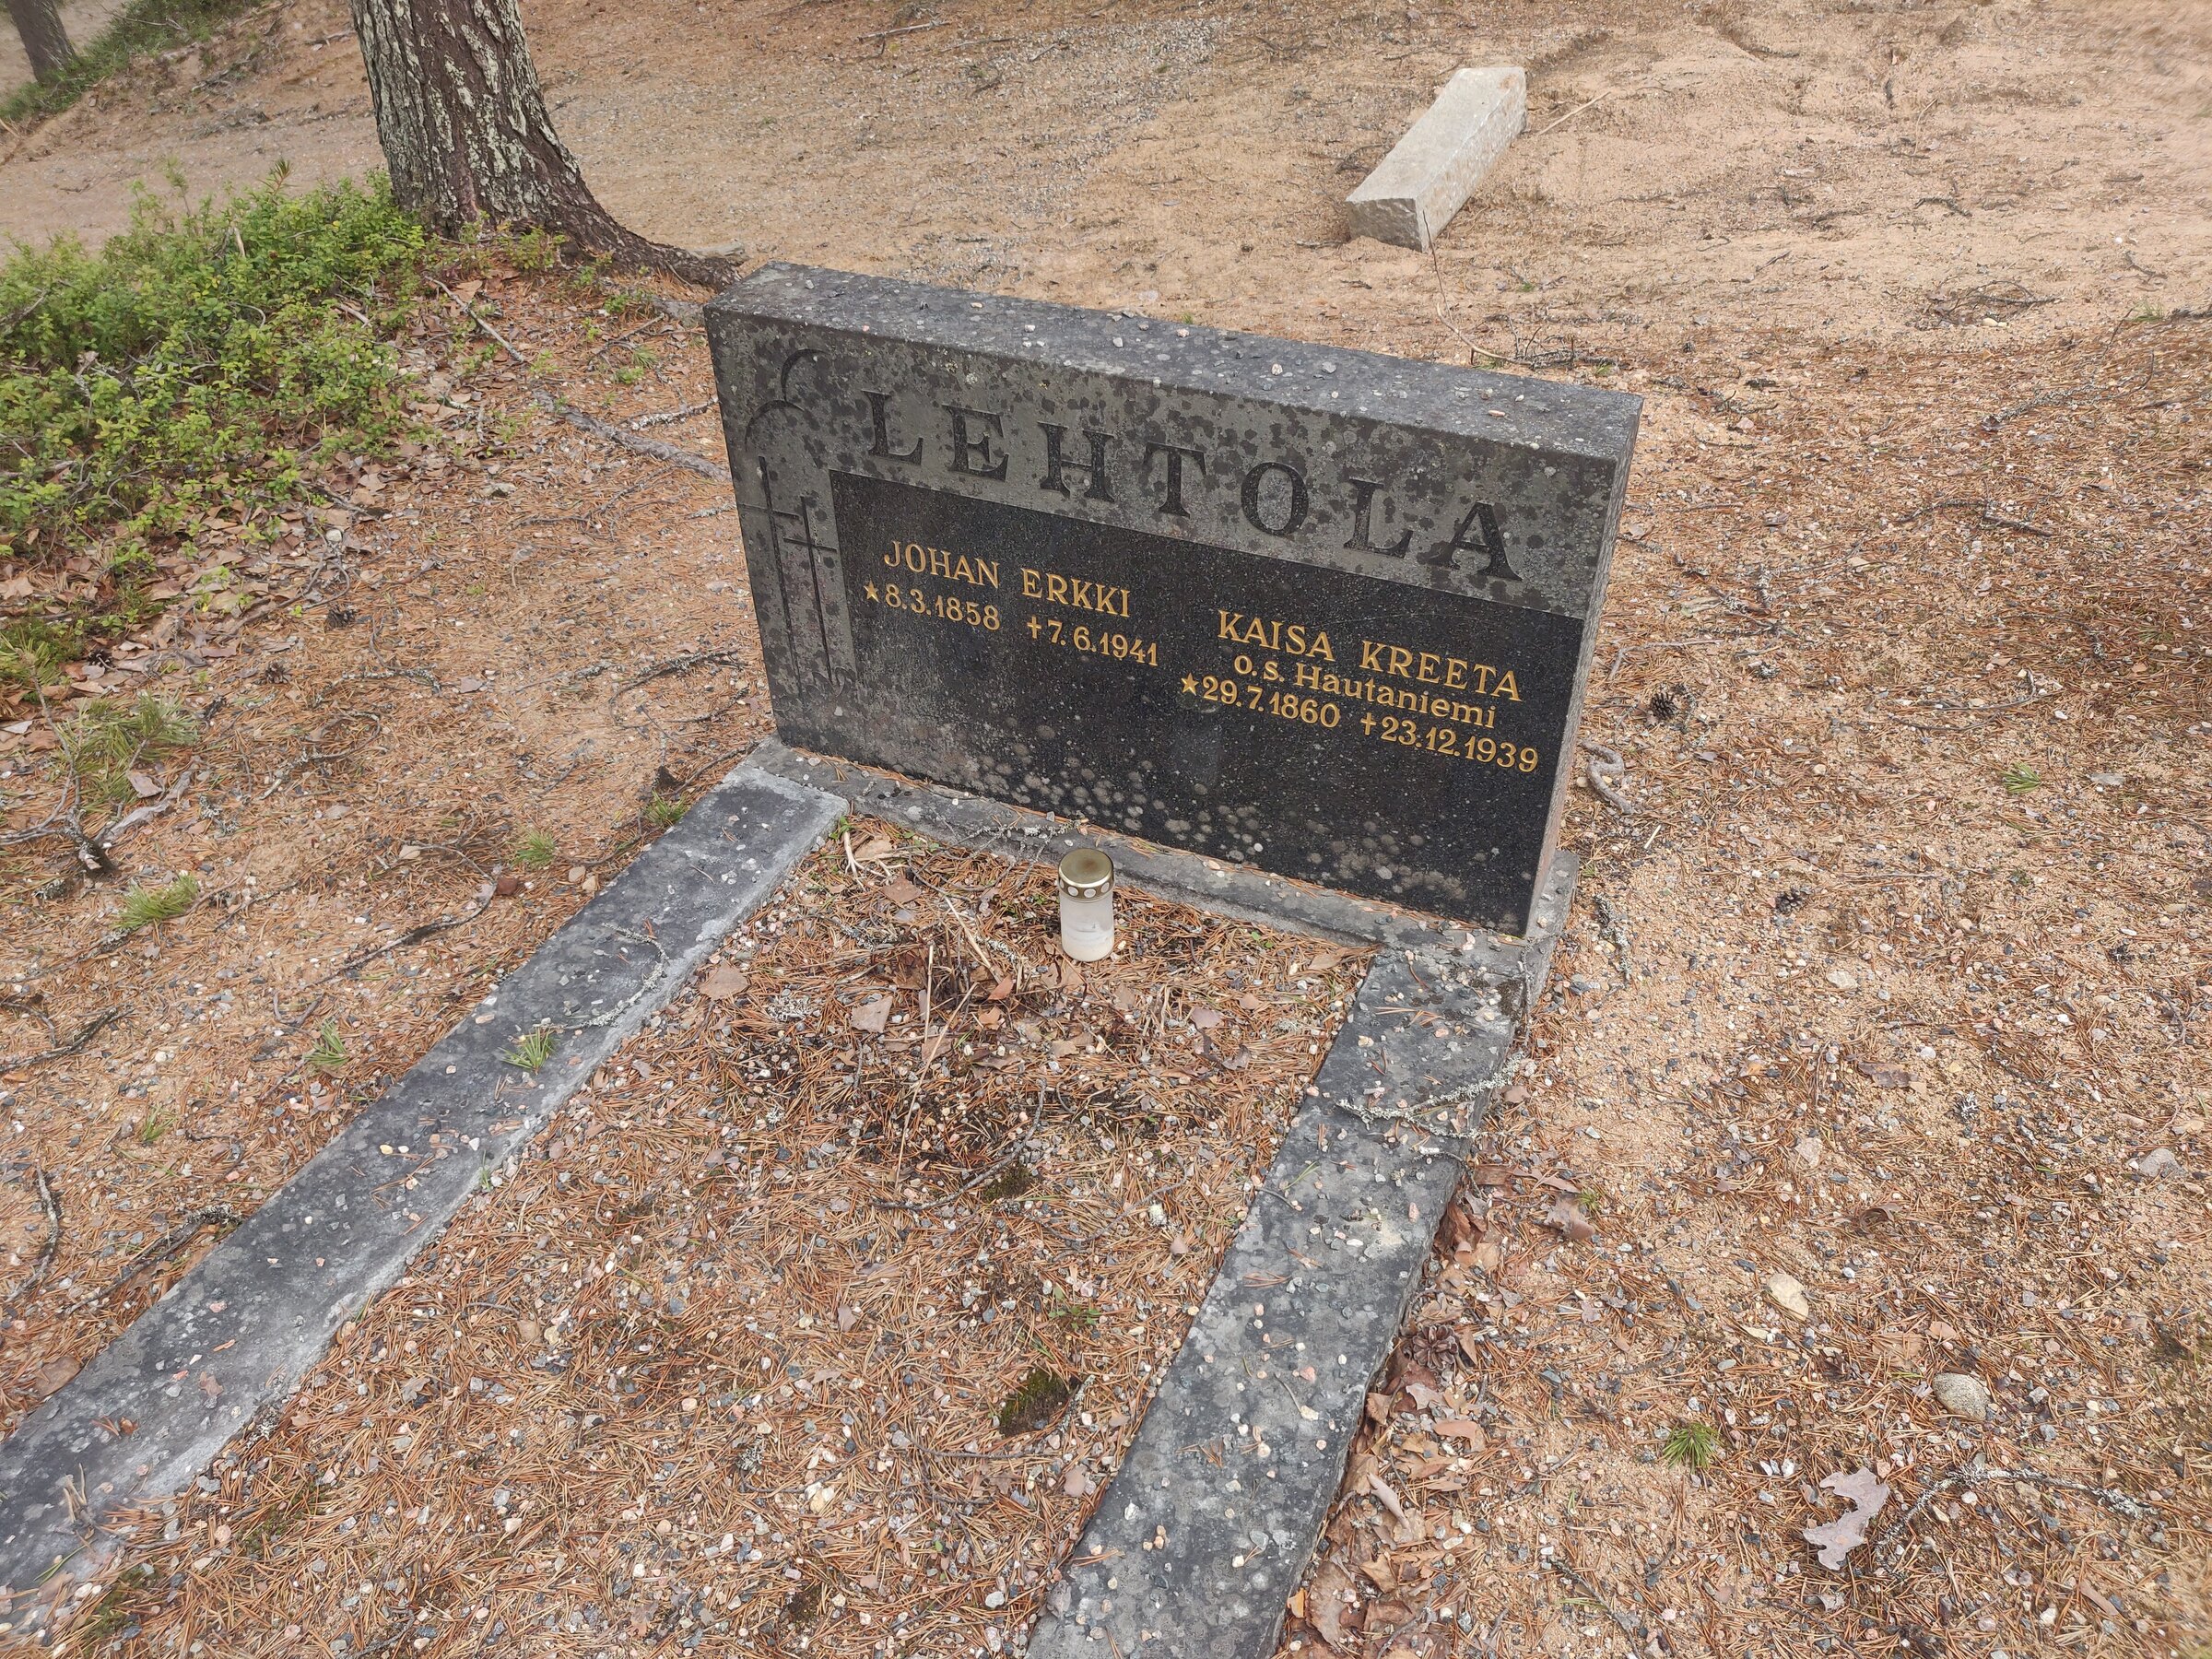 LEHTOLA
JOHAN ERKKI
★8.3.1858 ✝7.6.1941
KAISA KREETA
o.s. Hautaniemi
★29.7.1860 ✝23.12.1939